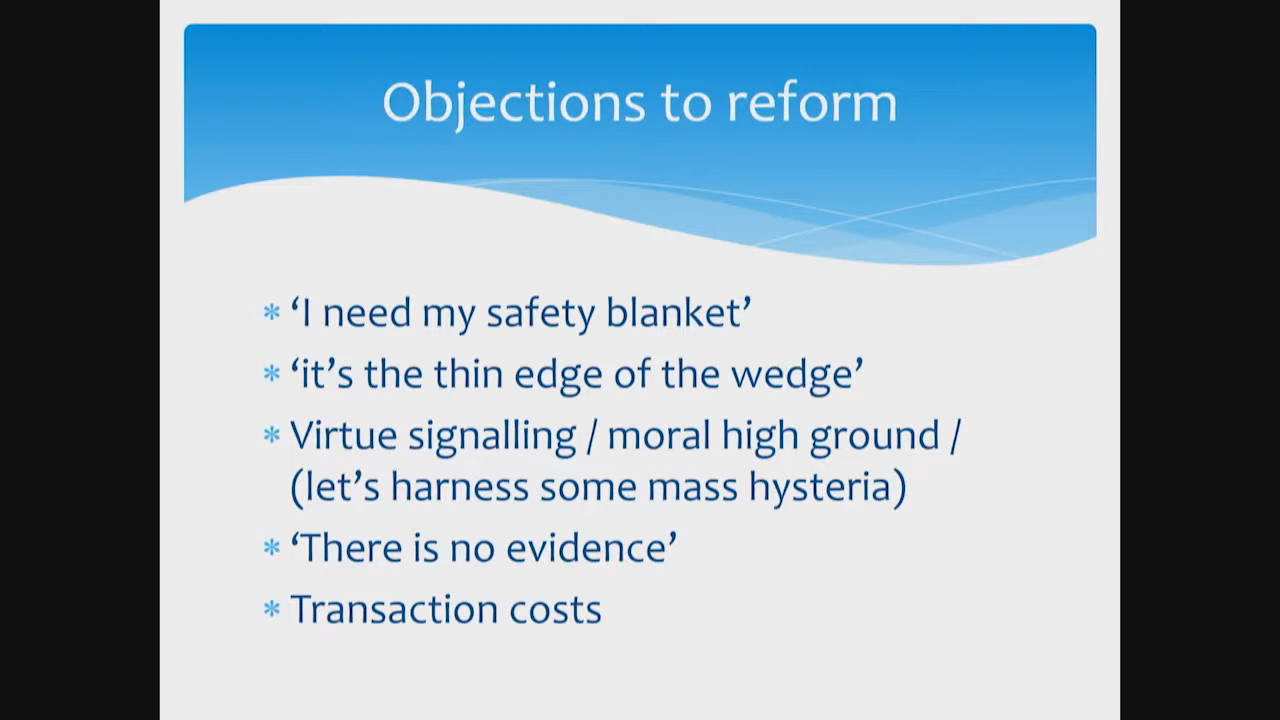 Objections to reform
* ‘I need my safety blanket’
* ‘it’s the thin edge of the wedge’
* Virtue signalling / moral high ground /
(let’s harness some mass hysteria)
* ‘There is no evidence’
* Transaction costs